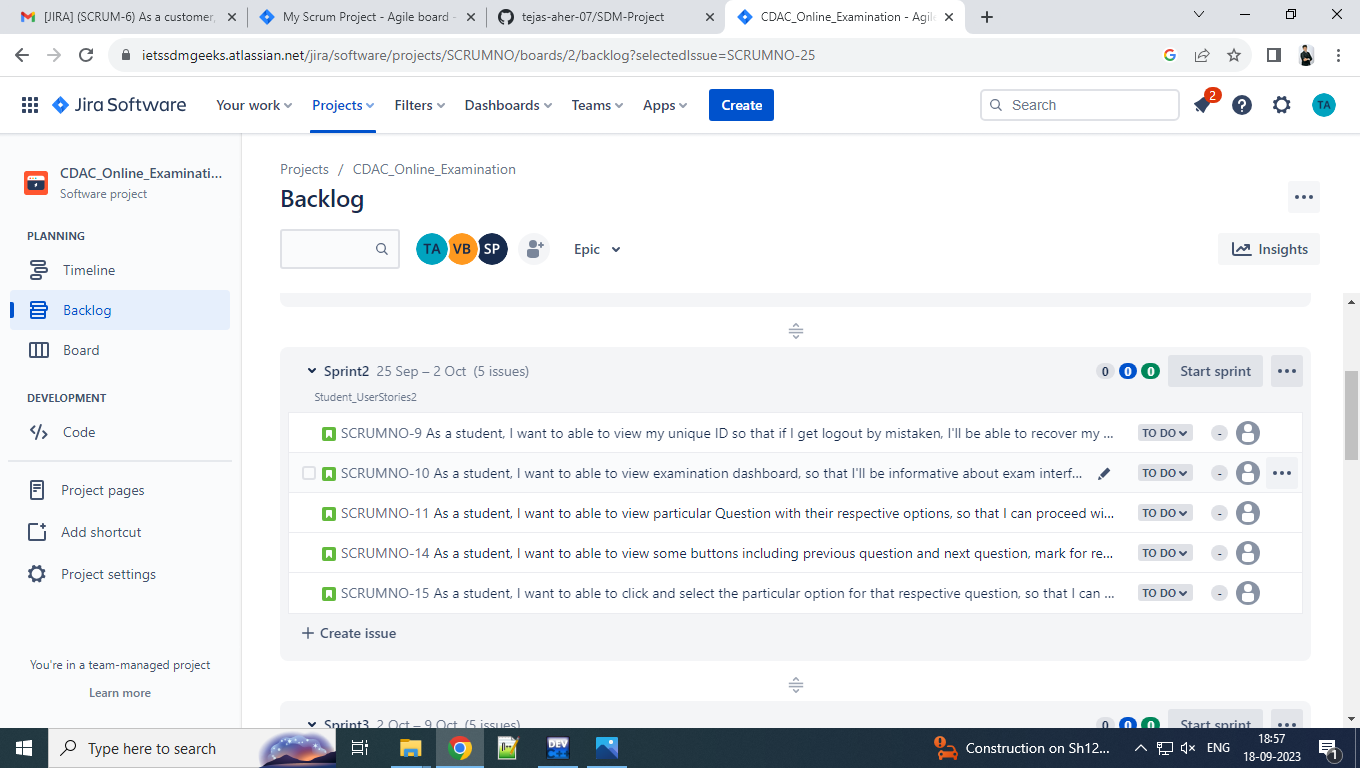 [JIRA] (SCRUM-6) As a customer,
My Scrum Project - Agile board -
tejas-aher-07/SDM-Project
CDAC_Online_Examination - Agile
ietssdmgeeks.atlassian.net/jira/software/projects/SCRUMNO/boards/2/backlog?selectedIssue=SCRUMNO-25
Jira Software
Your work
Projects
Filters
Dashboards
Teams
Apps
Create
Search
2
TA
CDAC_Online_Examinati...
Software project
PLANNING
Timeline
Backlog
Board
DEVELOPMENT
Code
Project pages
Add shortcut
Project settings
You're in a team-managed project
Learn more
Projects / CDAC_Online_Examination
Backlog
TA VB SP
Epic
Insights
Sprint2 25 Sep – 2 Oct (5 issues)
0 0 0 Start sprint
Student_UserStories2
SCRUMNO-9 As a student, I want to able to view my unique ID so that if I get logout by mistaken, I'll be able to recover my ... TO DO -
SCRUMNO-10 As a student, I want to able to view examination dashboard, so that I'll be informative about exam interf... TO DO -
SCRUMNO-11 As a student, I want to able to view particular Question with their respective options, so that I can proceed wi... TO DO -
SCRUMNO-14 As a student, I want to able to view some buttons including previous question and next question, mark for re... TO DO -
SCRUMNO-15 As a student, I want to able to click and select the particular option for that respective question, so that I can ... TO DO -
Create issue
Sprint3 2 Oct – 9 Oct (5 issues)
0 0 0 Start sprint
Type here to search
DEV
Construction on Sh12...
ENG
18:57
18-09-2023
1